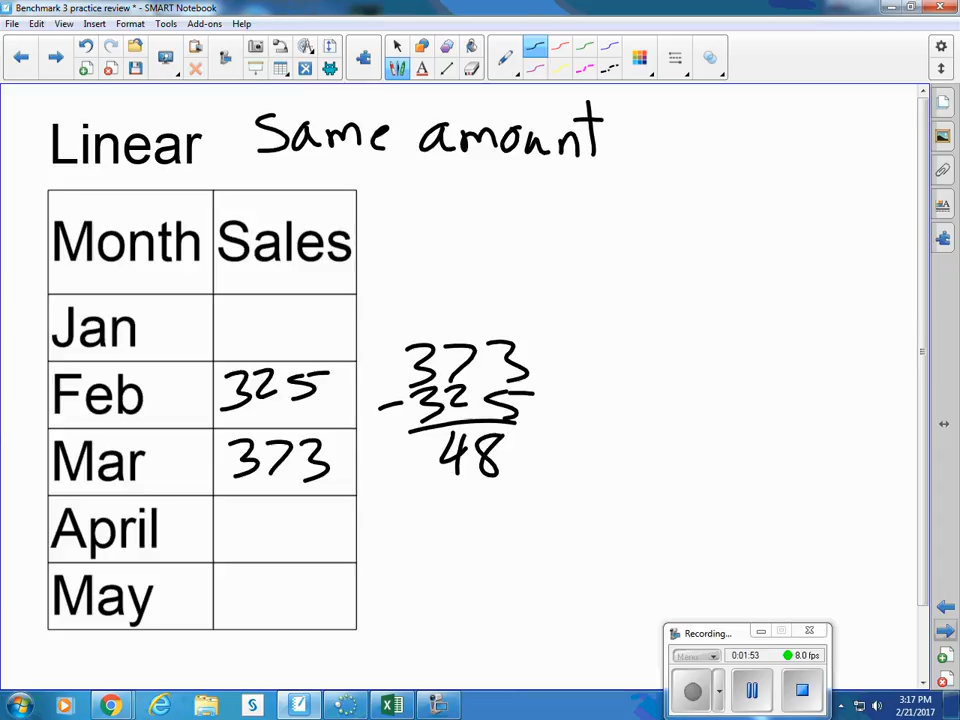 Benchmark 3 practice review * - SMART Notebook
File Edit View Insert Format Tools Add-ons Help
Linear Same amount
Month Sales
Jan
Feb 325
Mar 373
April
May
373
-325
48
Recording...
Menu
0:01:53 8.0 fps
3:17 PM
2/21/2017